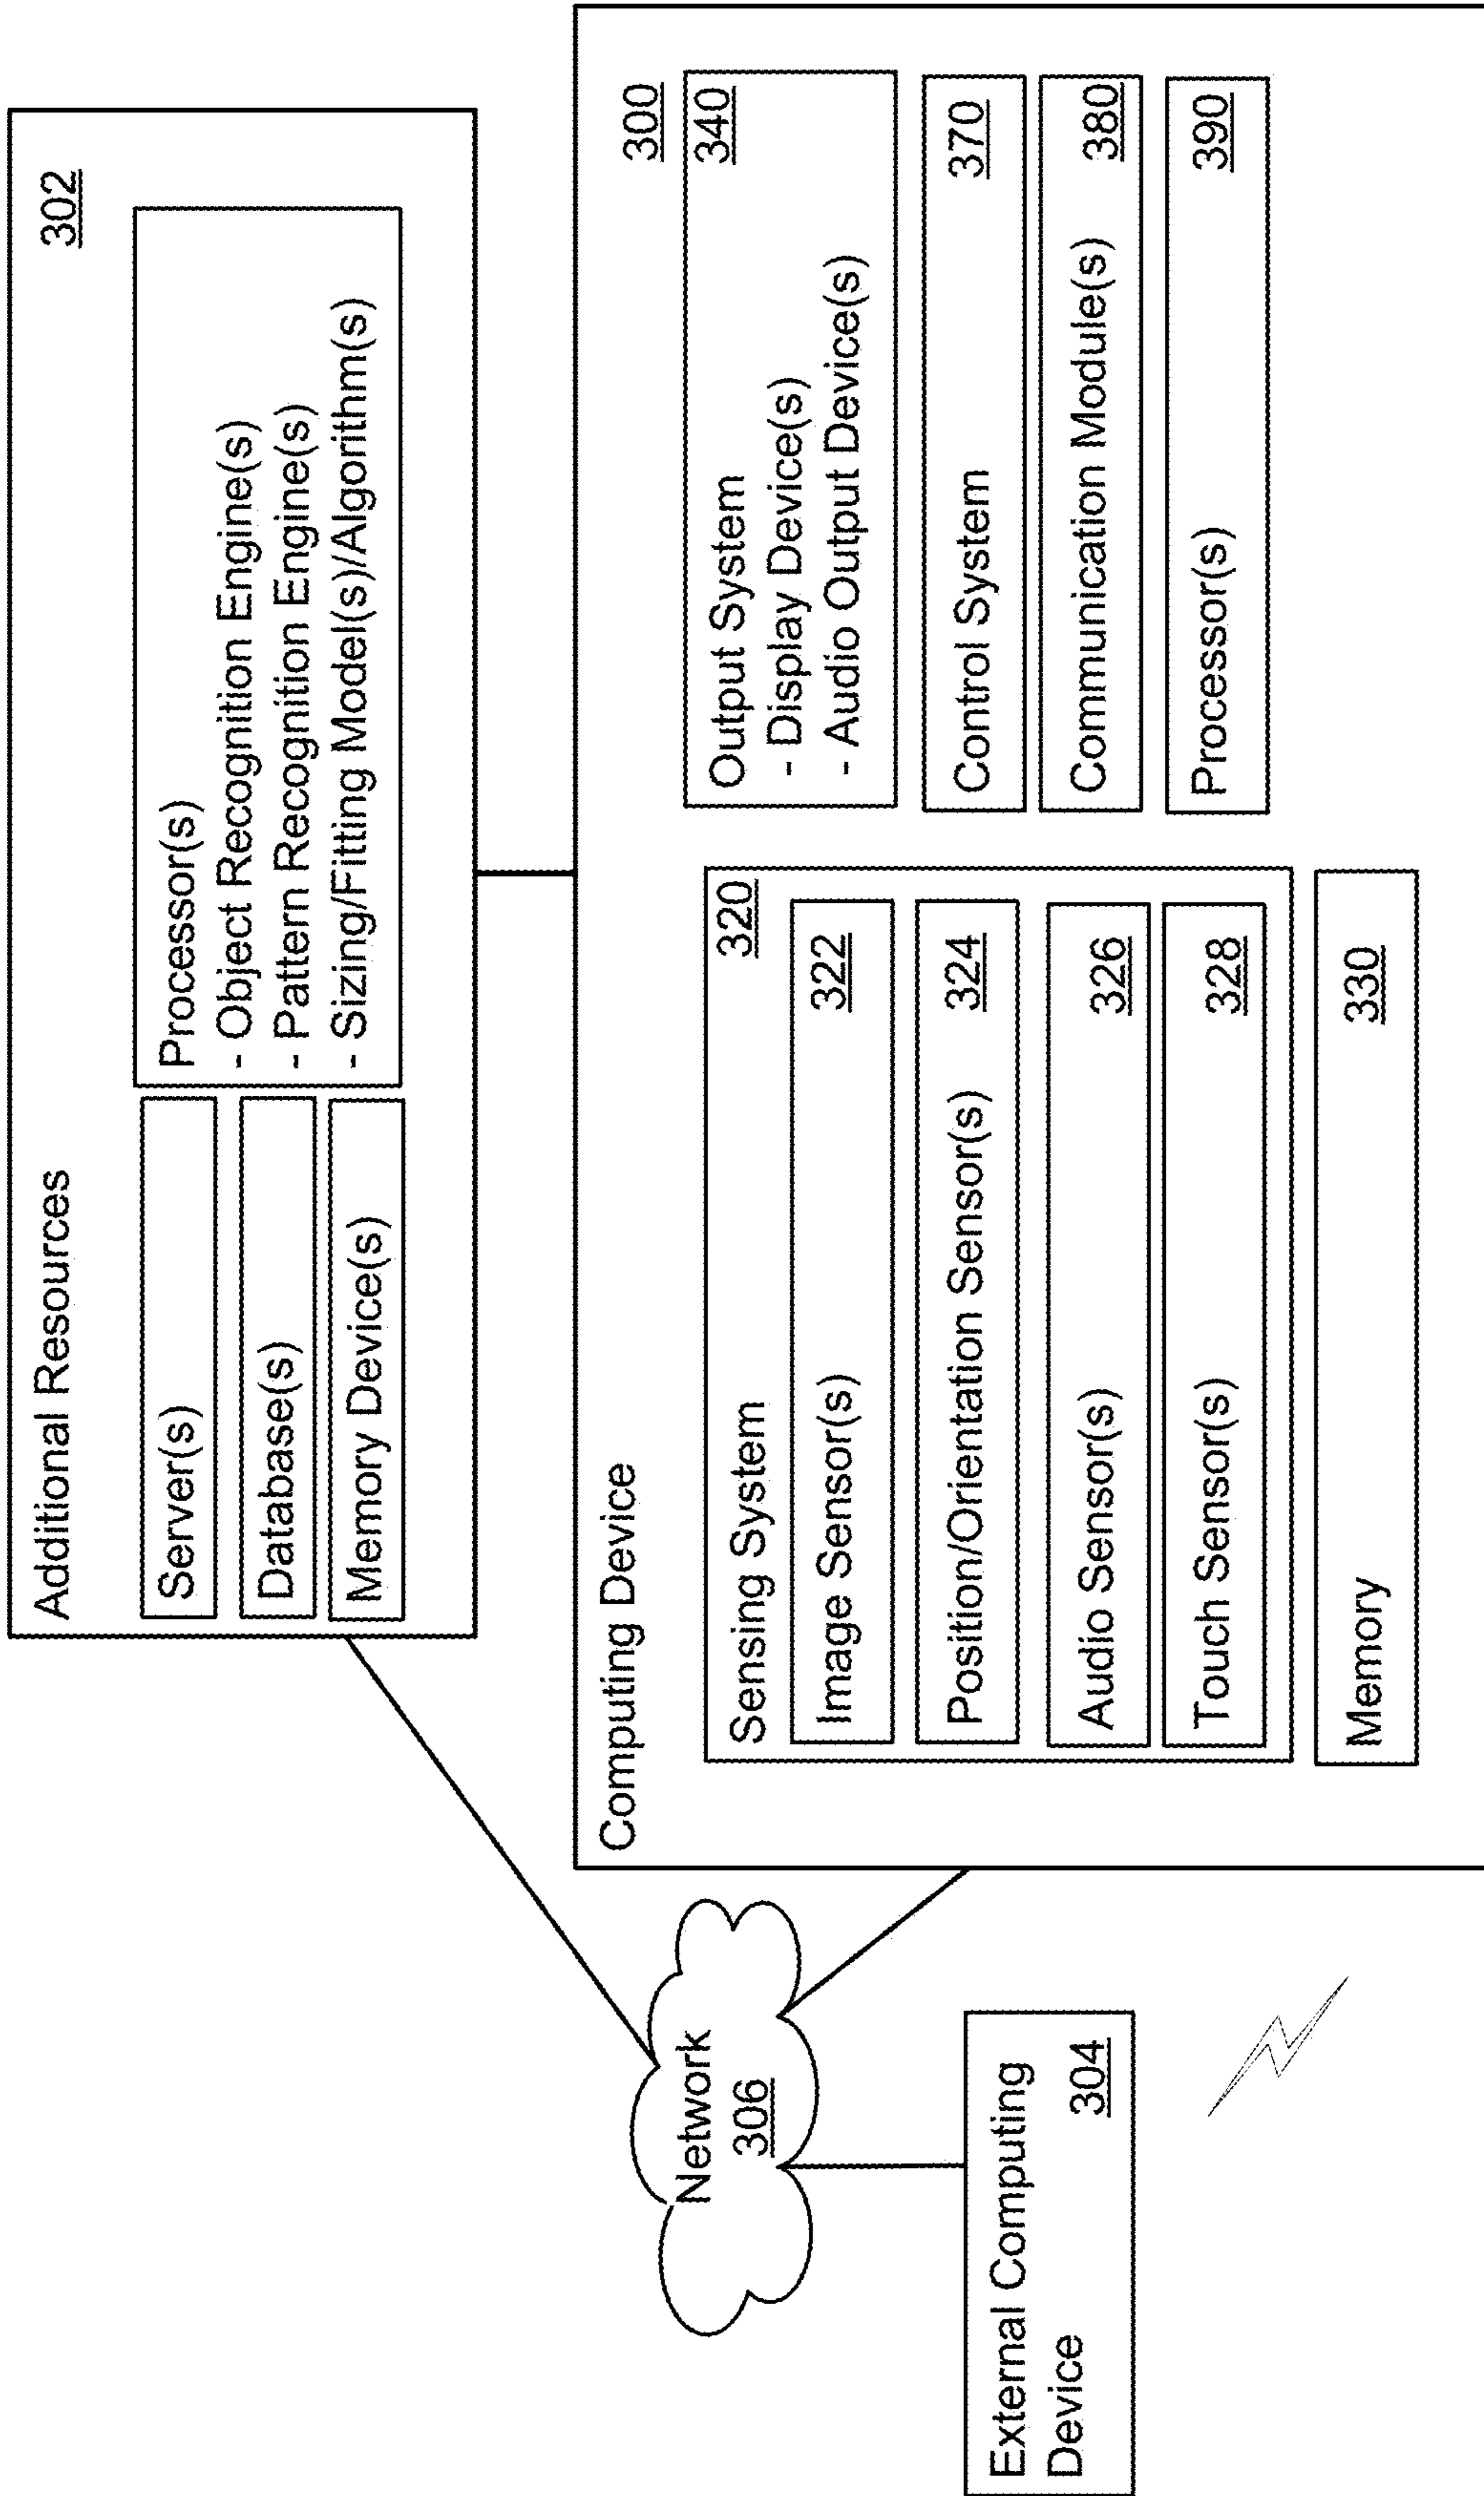 Additional Resources
302
Server(s)
Database(s)
Memory Device(s)
Processor(s)
- Object Recognition Engine(s)
- Pattern Recognition Engine(s)
- Sizing/Fitting Model(s)/Algorithm(s)
Network
306
External Computing
Device
304
Computing Device
300
Sensing System
320
Image Sensor(s)
322
Position/Orientation Sensor(s)
324
Audio Sensor(s)
326
Touch Sensor(s)
328
Memory
330
Output System
340
- Display Device(s)
- Audio Output Device(s)
Control System
370
Communication Module(s)
380
Processor(s)
390